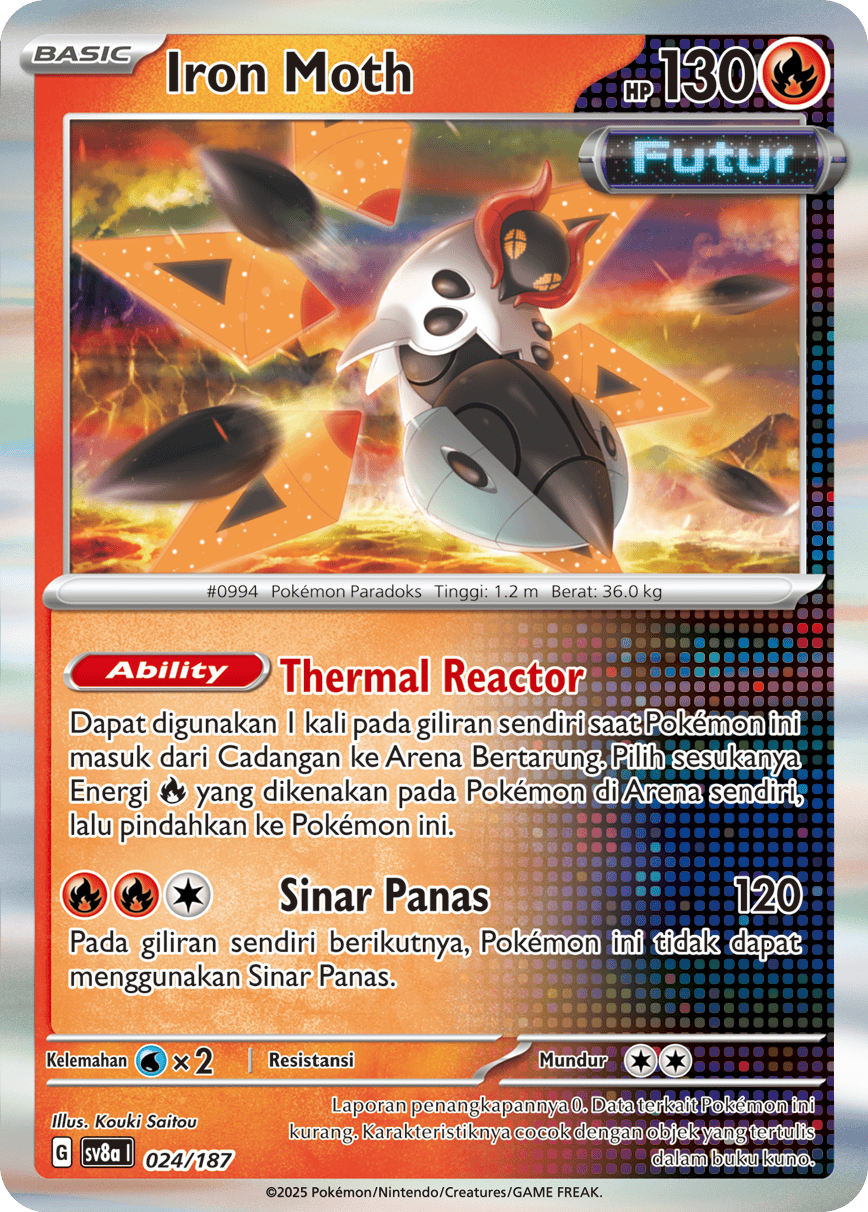 BASIC
Iron Moth
HP 130
Futur
#0994 Pokémon Paradoks Tinggi: 1.2 m Berat: 36.0 kg
Ability Thermal Reactor
Dapat digunakan 1 kali pada giliran sendiri saat Pokémon ini
masuk dari Cadangan ke Arena Bertarung. Pilih sesukanya
Energi yang dikenakan pada Pokémon di Arena sendiri,
lalu pindahkan ke Pokémon ini.
Sinar Panas 120
Pada giliran sendiri berikutnya, Pokémon ini tidak dapat
menggunakan Sinar Panas.
Kelemahan ×2 Resistansi Mundur
Illus. Kouki Saitou
G sv8a I 024/187
Laporan penangkapannya 0. Data terkait Pokémon ini
kurang. Karakteristiknya cocok dengan objek yang tertulis
dalam buku kuno.
©2025 Pokémon/Nintendo/Creatures/GAME FREAK.